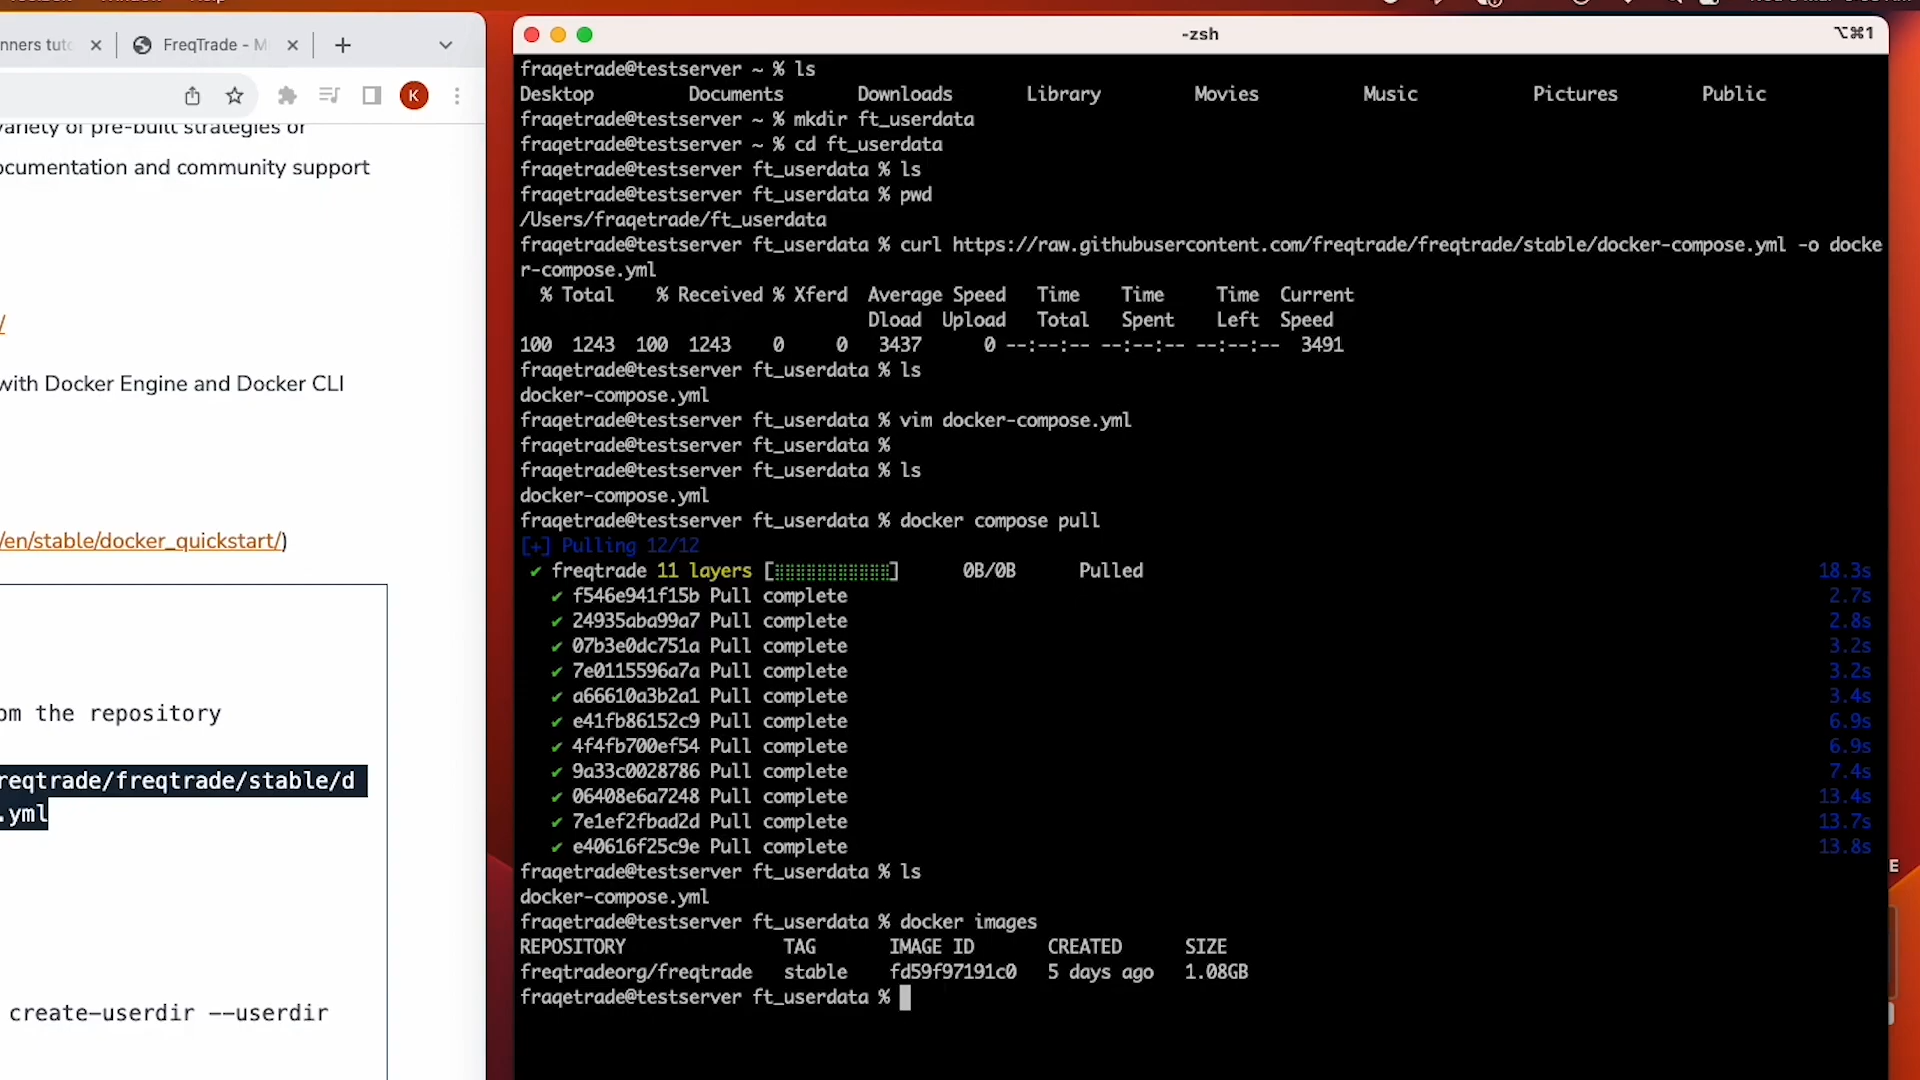 nners tut
FreqTrade - M
K
variety of pre-built strategies or
ocumentation and community support
/
with Docker Engine and Docker CLI
/en/stable/docker_quickstart/)
om the repository
reqtrade/freqtrade/stable/d
.yml
create-userdir --userdir
-zsh
⌥⌘1
fraqetrade@testserver ~ % ls
Desktop Documents Downloads Library Movies Music Pictures Public
fraqetrade@testserver ~ % mkdir ft_userdata
fraqetrade@testserver ~ % cd ft_userdata
fraqetrade@testserver ft_userdata % ls
fraqetrade@testserver ft_userdata % pwd
/Users/fraqetrade/ft_userdata
fraqetrade@testserver ft_userdata % curl https://raw.githubusercontent.com/freqtrade/freqtrade/stable/docker-compose.yml -o docke
r-compose.yml
% Total % Received % Xferd Average Speed Time Time Time Current
Dload Upload Total Spent Left Speed
100 1243 100 1243 0 0 3437 0 --:--:-- --:--:-- --:--:-- 3491
fraqetrade@testserver ft_userdata % ls
docker-compose.yml
fraqetrade@testserver ft_userdata % vim docker-compose.yml
fraqetrade@testserver ft_userdata %
fraqetrade@testserver ft_userdata % ls
docker-compose.yml
fraqetrade@testserver ft_userdata % docker compose pull
[+] Pulling 12/12
✔ freqtrade 11 layers [⣿⣿⣿⣿⣿⣿⣿⣿⣿⣿⣿] 0B/0B Pulled 18.3s
✔ f546e941f15b Pull complete 2.7s
✔ 24935aba99a7 Pull complete 2.8s
✔ 07b3e0dc751a Pull complete 3.2s
✔ 7e0115596a7a Pull complete 3.2s
✔ a66610a3b2a1 Pull complete 3.4s
✔ e41fb86152c9 Pull complete 6.9s
✔ 4f4fb700ef54 Pull complete 6.9s
✔ 9a33c0028786 Pull complete 7.4s
✔ 06408e6a7248 Pull complete 13.4s
✔ 7e1ef2fbad2d Pull complete 13.7s
✔ e40616f25c9e Pull complete 13.8s
fraqetrade@testserver ft_userdata % ls
docker-compose.yml
fraqetrade@testserver ft_userdata % docker images
REPOSITORY TAG IMAGE ID CREATED SIZE
freqtradeorg/freqtrade stable fd59f97191c0 5 days ago 1.08GB
fraqetrade@testserver ft_userdata %
E